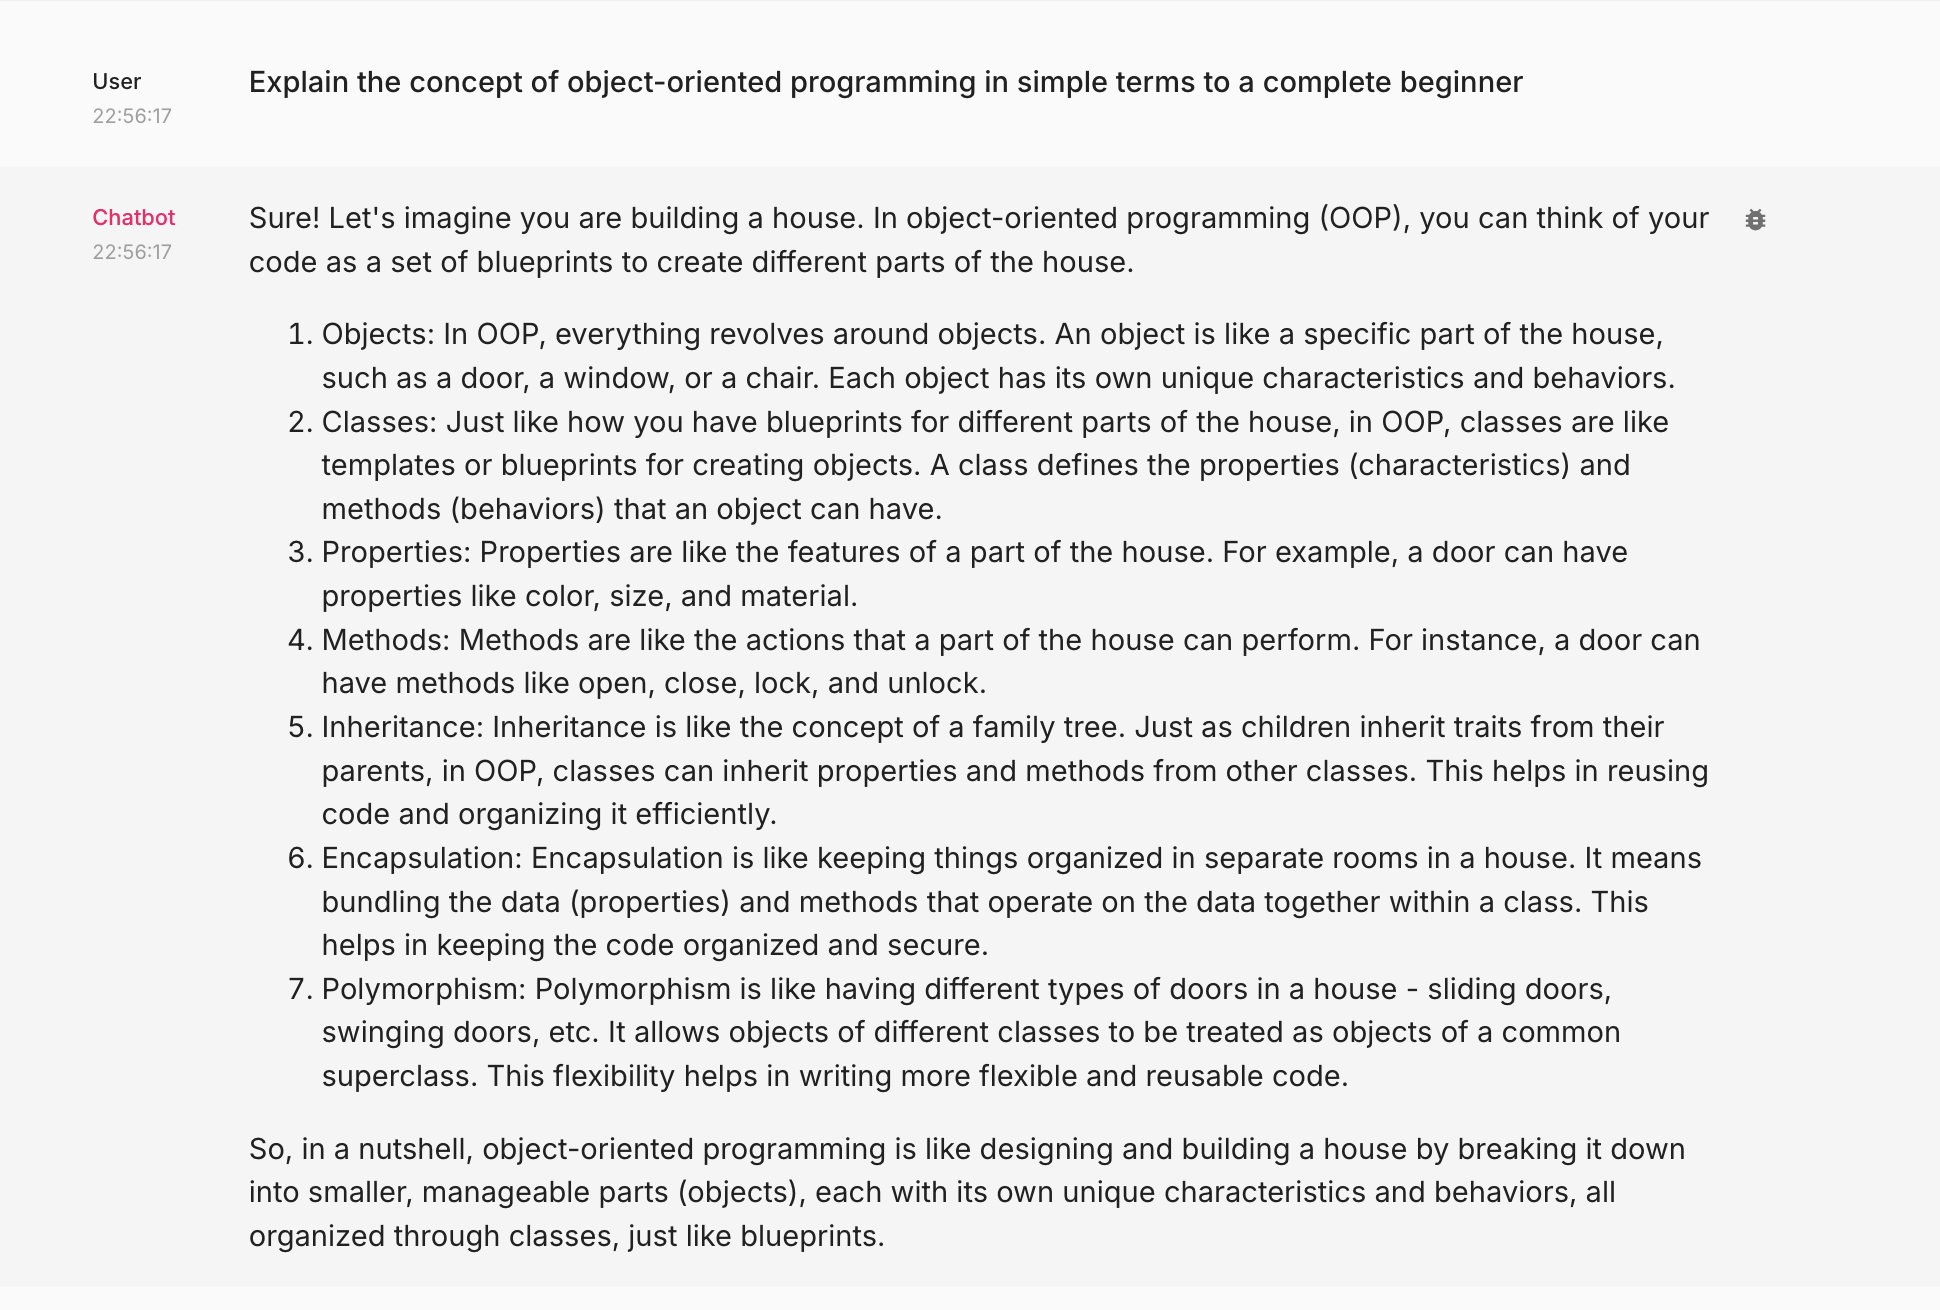 User
22:56:17
Explain the concept of object-oriented programming in simple terms to a complete beginner
Chatbot
22:56:17
Sure! Let's imagine you are building a house. In object-oriented programming (OOP), you can think of your
code as a set of blueprints to create different parts of the house.
1. Objects: In OOP, everything revolves around objects. An object is like a specific part of the house,
such as a door, a window, or a chair. Each object has its own unique characteristics and behaviors.
2. Classes: Just like how you have blueprints for different parts of the house, in OOP, classes are like
templates or blueprints for creating objects. A class defines the properties (characteristics) and
methods (behaviors) that an object can have.
3. Properties: Properties are like the features of a part of the house. For example, a door can have
properties like color, size, and material.
4. Methods: Methods are like the actions that a part of the house can perform. For instance, a door can
have methods like open, close, lock, and unlock.
5. Inheritance: Inheritance is like the concept of a family tree. Just as children inherit traits from their
parents, in OOP, classes can inherit properties and methods from other classes. This helps in reusing
code and organizing it efficiently.
6. Encapsulation: Encapsulation is like keeping things organized in separate rooms in a house. It means
bundling the data (properties) and methods that operate on the data together within a class. This
helps in keeping the code organized and secure.
7. Polymorphism: Polymorphism is like having different types of doors in a house - sliding doors,
swinging doors, etc. It allows objects of different classes to be treated as objects of a common
superclass. This flexibility helps in writing more flexible and reusable code.
So, in a nutshell, object-oriented programming is like designing and building a house by breaking it down
into smaller, manageable parts (objects), each with its own unique characteristics and behaviors, all
organized through classes, just like blueprints.